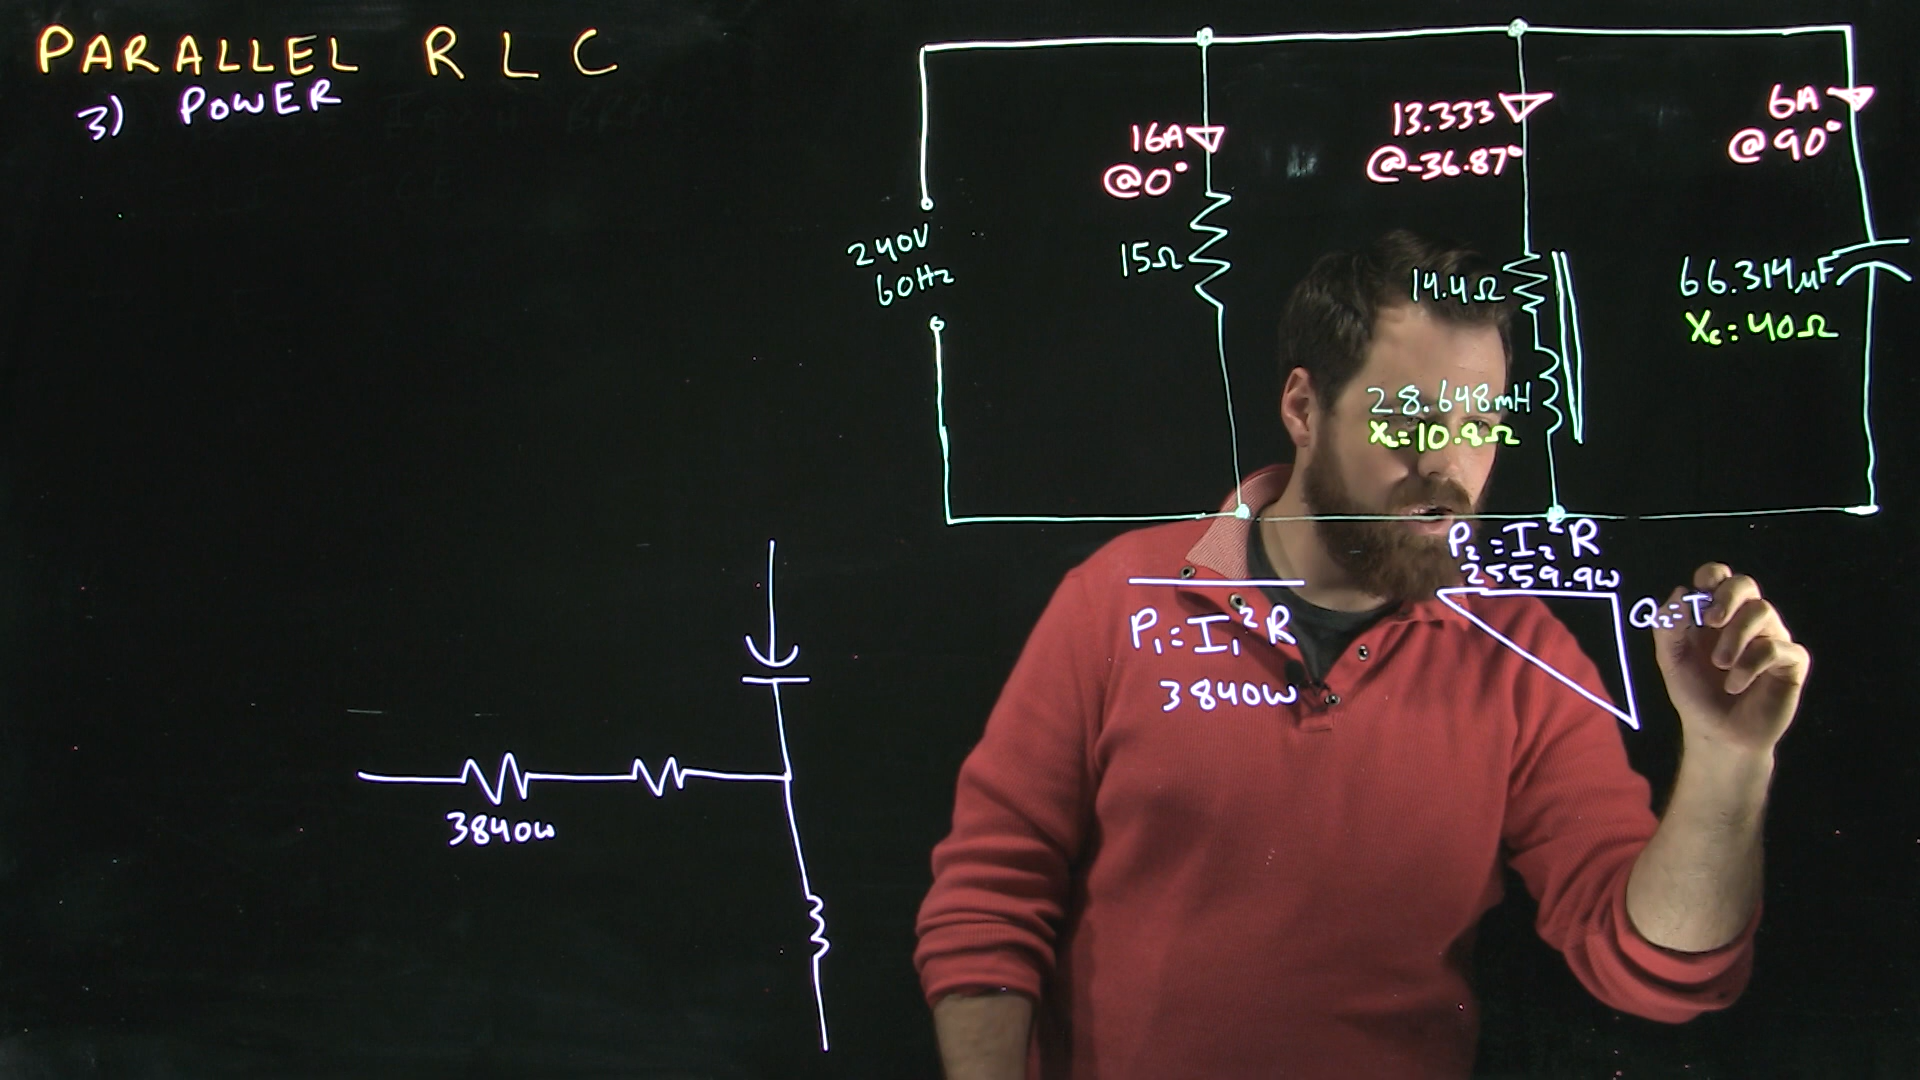 PARALLEL RLC
3) POWER
240V
60Hz
16A
@0°
15Ω
13.333
@-36.87°
14.4Ω
28.648mH
XL=10.8Ω
6A
@90°
66.314μF
Xc=40Ω
P₁=I₁²R
3840W
P₂=I₂²R
2559.9W
Q₂=T
3840W